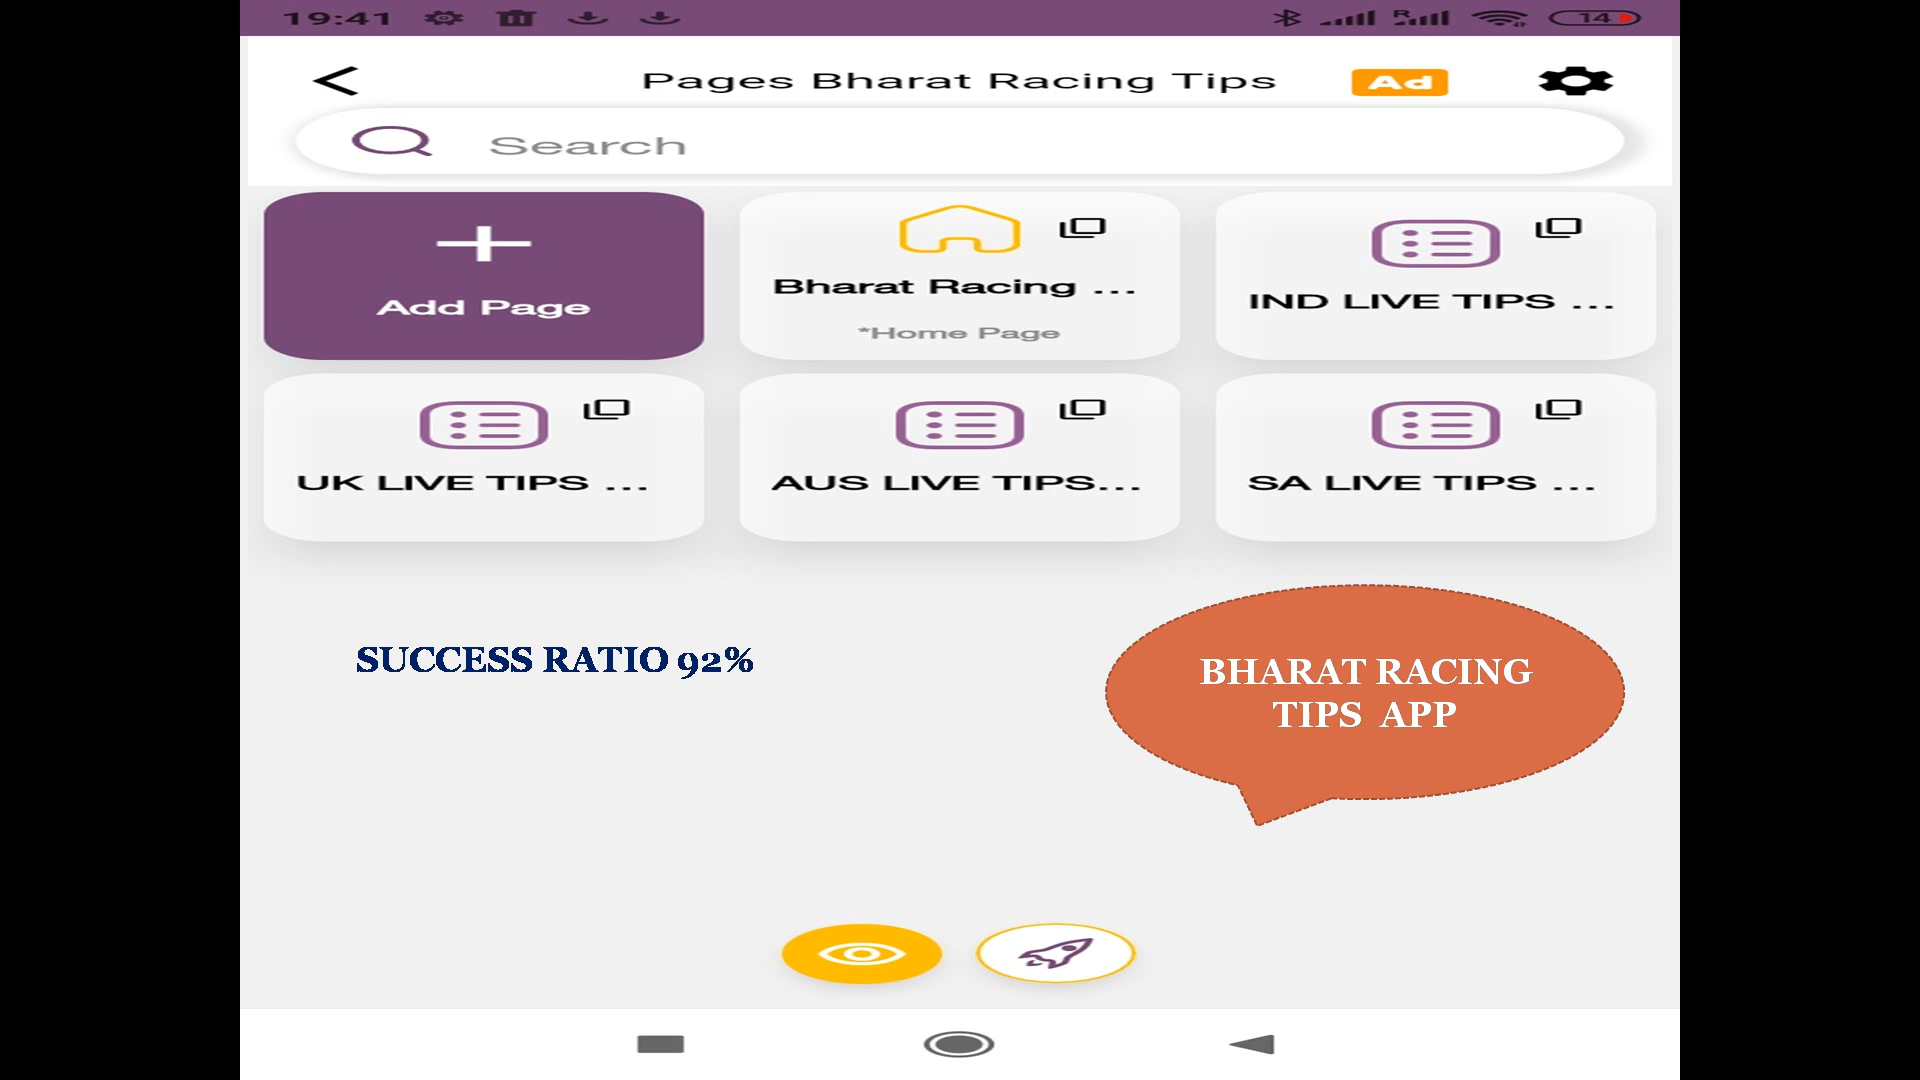 19:41
R
14
Pages Bharat Racing Tips
Ad
Search
Add Page
Bharat Racing ...
*Home Page
IND LIVE TIPS ...
UK LIVE TIPS ...
AUS LIVE TIPS...
SA LIVE TIPS ...
SUCCESS RATIO 92%
BHARAT RACING
TIPS APP